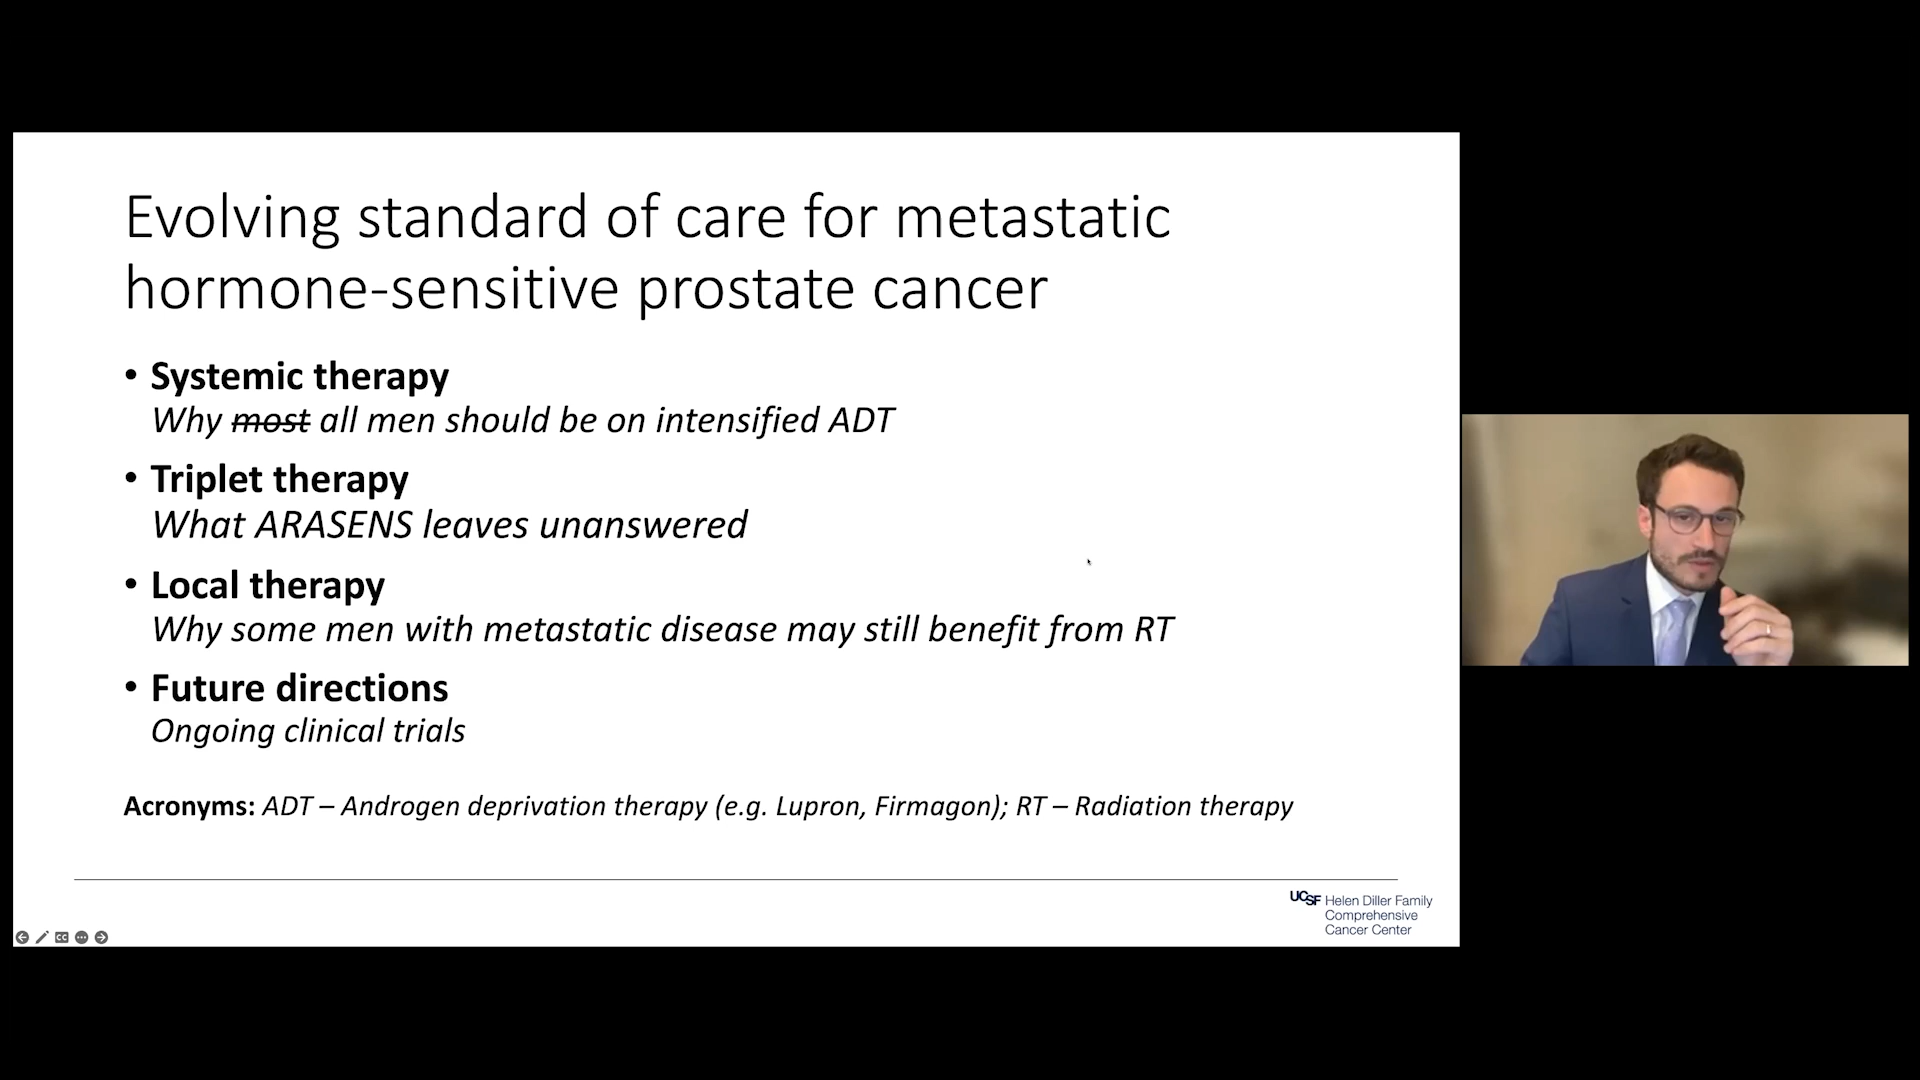 Evolving standard of care for metastatic
hormone-sensitive prostate cancer
• Systemic therapy
Why most all men should be on intensified ADT
• Triplet therapy
What ARASENS leaves unanswered
• Local therapy
Why some men with metastatic disease may still benefit from RT
• Future directions
Ongoing clinical trials
Acronyms: ADT – Androgen deprivation therapy (e.g. Lupron, Firmagon); RT – Radiation therapy
UCSF Helen Diller Family
Comprehensive
Cancer Center
CC